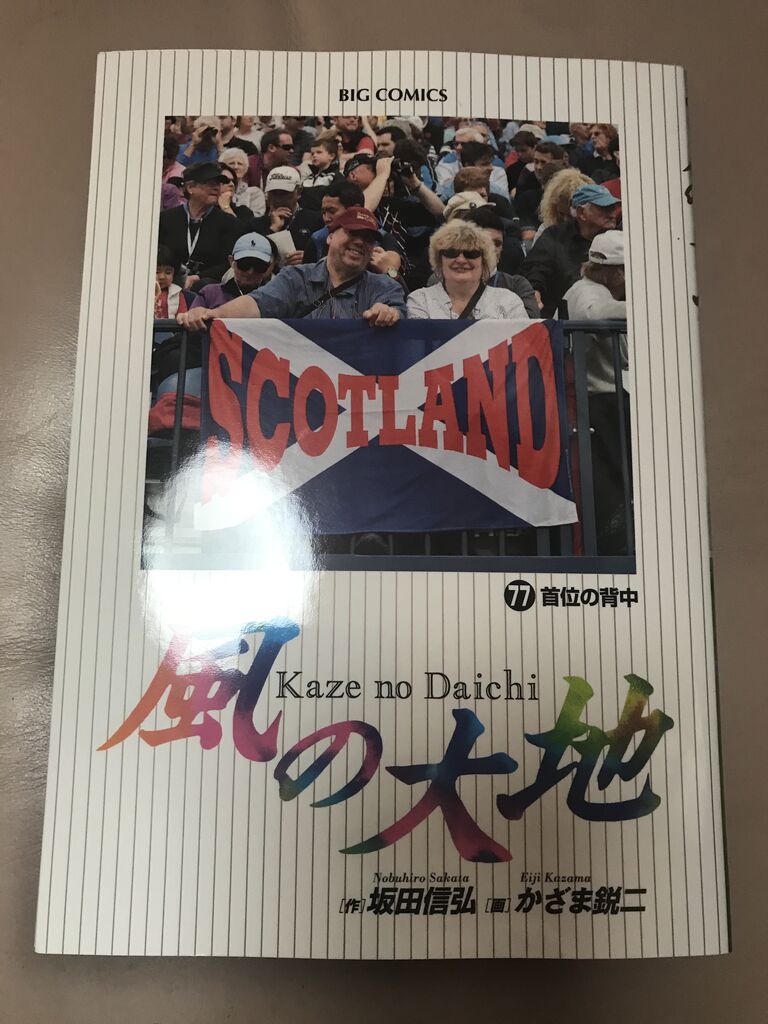 BIG COMICS
Titleist
SCOTLAND
77 首位の背中
Kaze no Daichi
風の大地
Nobuhiro Sakata Eiji Kazama
[作]坂田信弘 [画]かざま鋭二